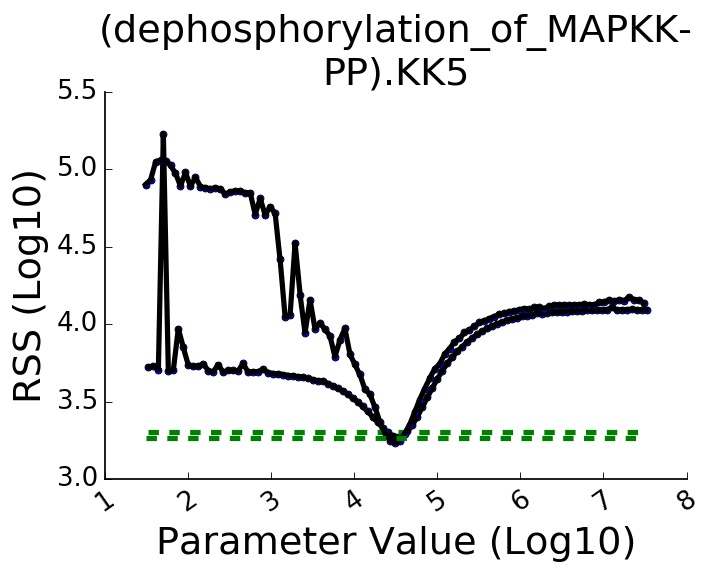 (dephosphorylation_of_MAPKK-
PP).KK5
5.5
5.0
4.5
4.0
3.5
3.0
RSS (Log10)
1 2 3 4 5 6 7 8
Parameter Value (Log10)